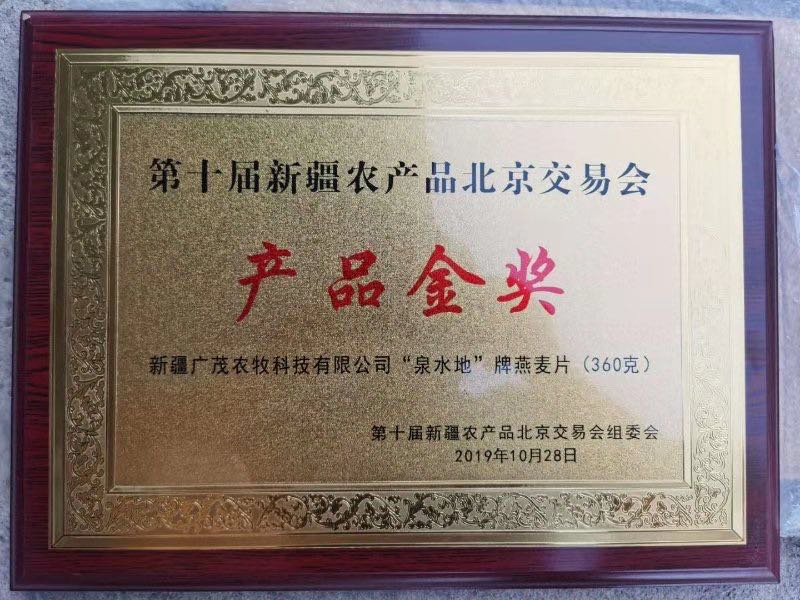 第十届新疆农产品北京交易会
产品金奖
新疆广茂农牧科技有限公司“泉水地”牌燕麦片（360克）
第十届新疆农产品北京交易会组委会
2019年10月28日